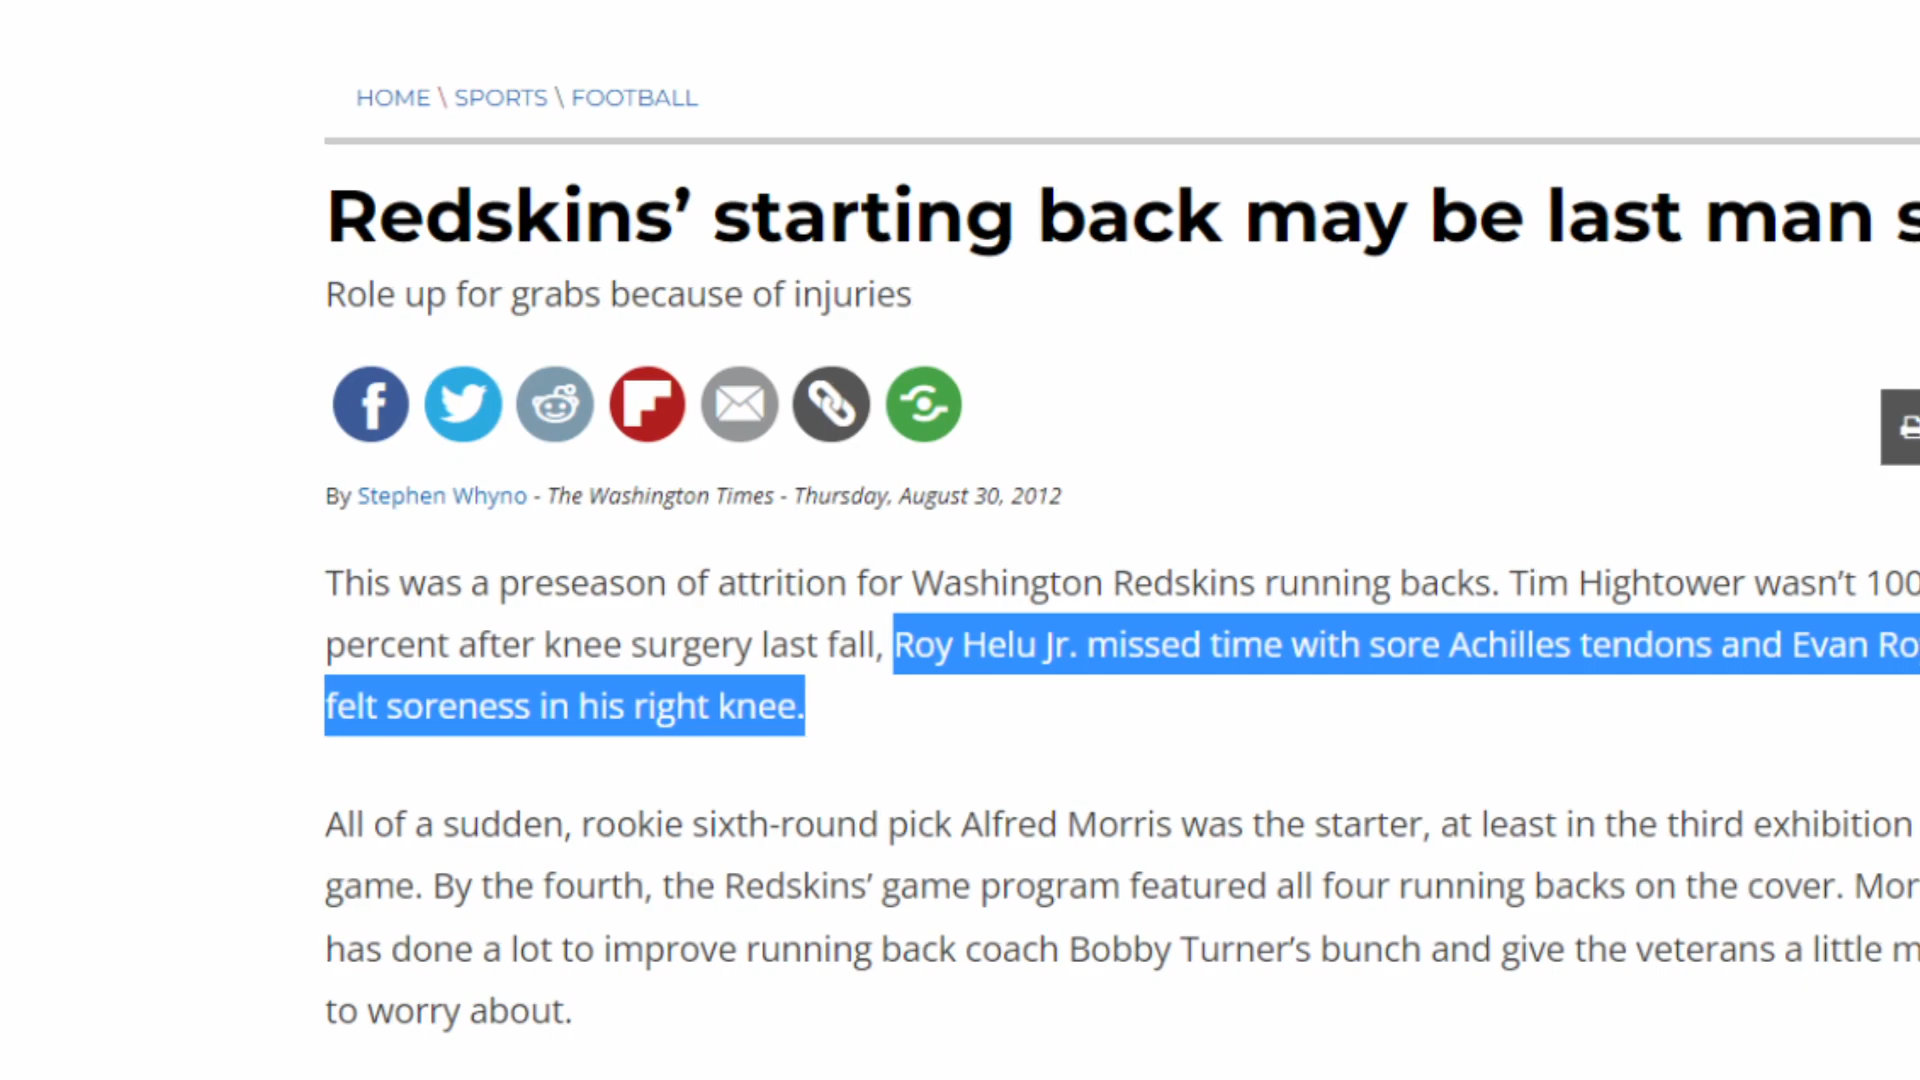 HOME \ SPORTS \ FOOTBALL
Redskins’ starting back may be last man
Role up for grabs because of injuries
By Stephen Whyno - The Washington Times - Thursday, August 30, 2012
This was a preseason of attrition for Washington Redskins running backs. Tim Hightower wasn’t 100
percent after knee surgery last fall, Roy Helu Jr. missed time with sore Achilles tendons and Evan
felt soreness in his right knee.
All of a sudden, rookie sixth-round pick Alfred Morris was the starter, at least in the third exhibition
game. By the fourth, the Redskins’ game program featured all four running backs on the cover.
has done a lot to improve running back coach Bobby Turner’s bunch and give the veterans a little
to worry about.